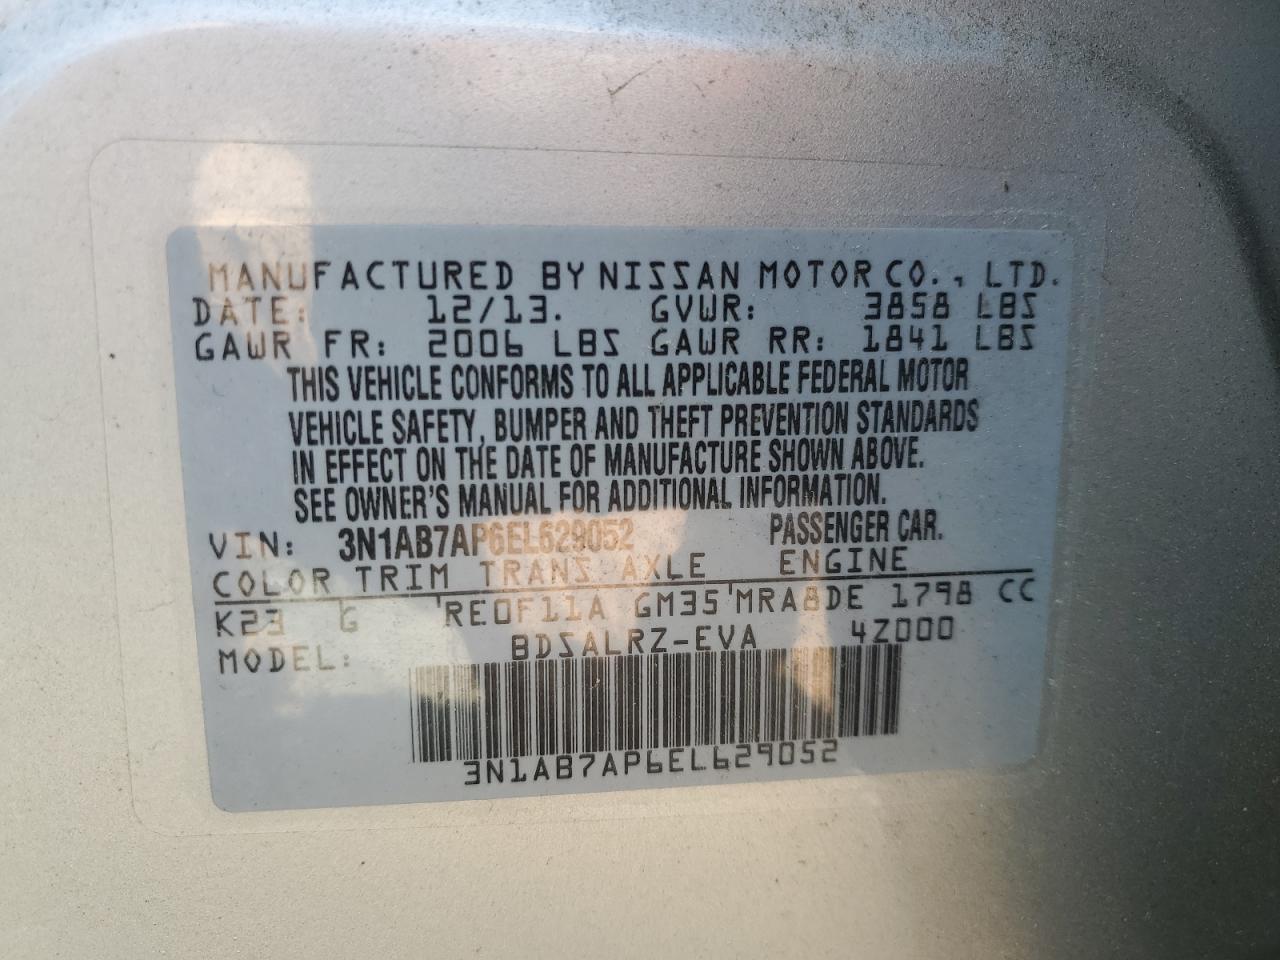 MANUFACTURED BY NISSAN MOTOR CO., LTD.
DATE: 12/13. GVWR: 3858 LBS
GAWR FR: 2006 LBS GAWR RR: 1841 LBS
THIS VEHICLE CONFORMS TO ALL APPLICABLE FEDERAL MOTOR
VEHICLE SAFETY, BUMPER AND THEFT PREVENTION STANDARDS
IN EFFECT ON THE DATE OF MANUFACTURE SHOWN ABOVE.
SEE OWNER'S MANUAL FOR ADDITIONAL INFORMATION.
VIN: 3N1AB7AP6EL629052 PASSENGER CAR.
COLOR TRIM TRANS AXLE ENGINE
K23 G RE0F11A GM35 MRA8DE 1798 CC
MODEL: BDSALRZ-EVA 4Z000
3N1AB7AP6EL629052